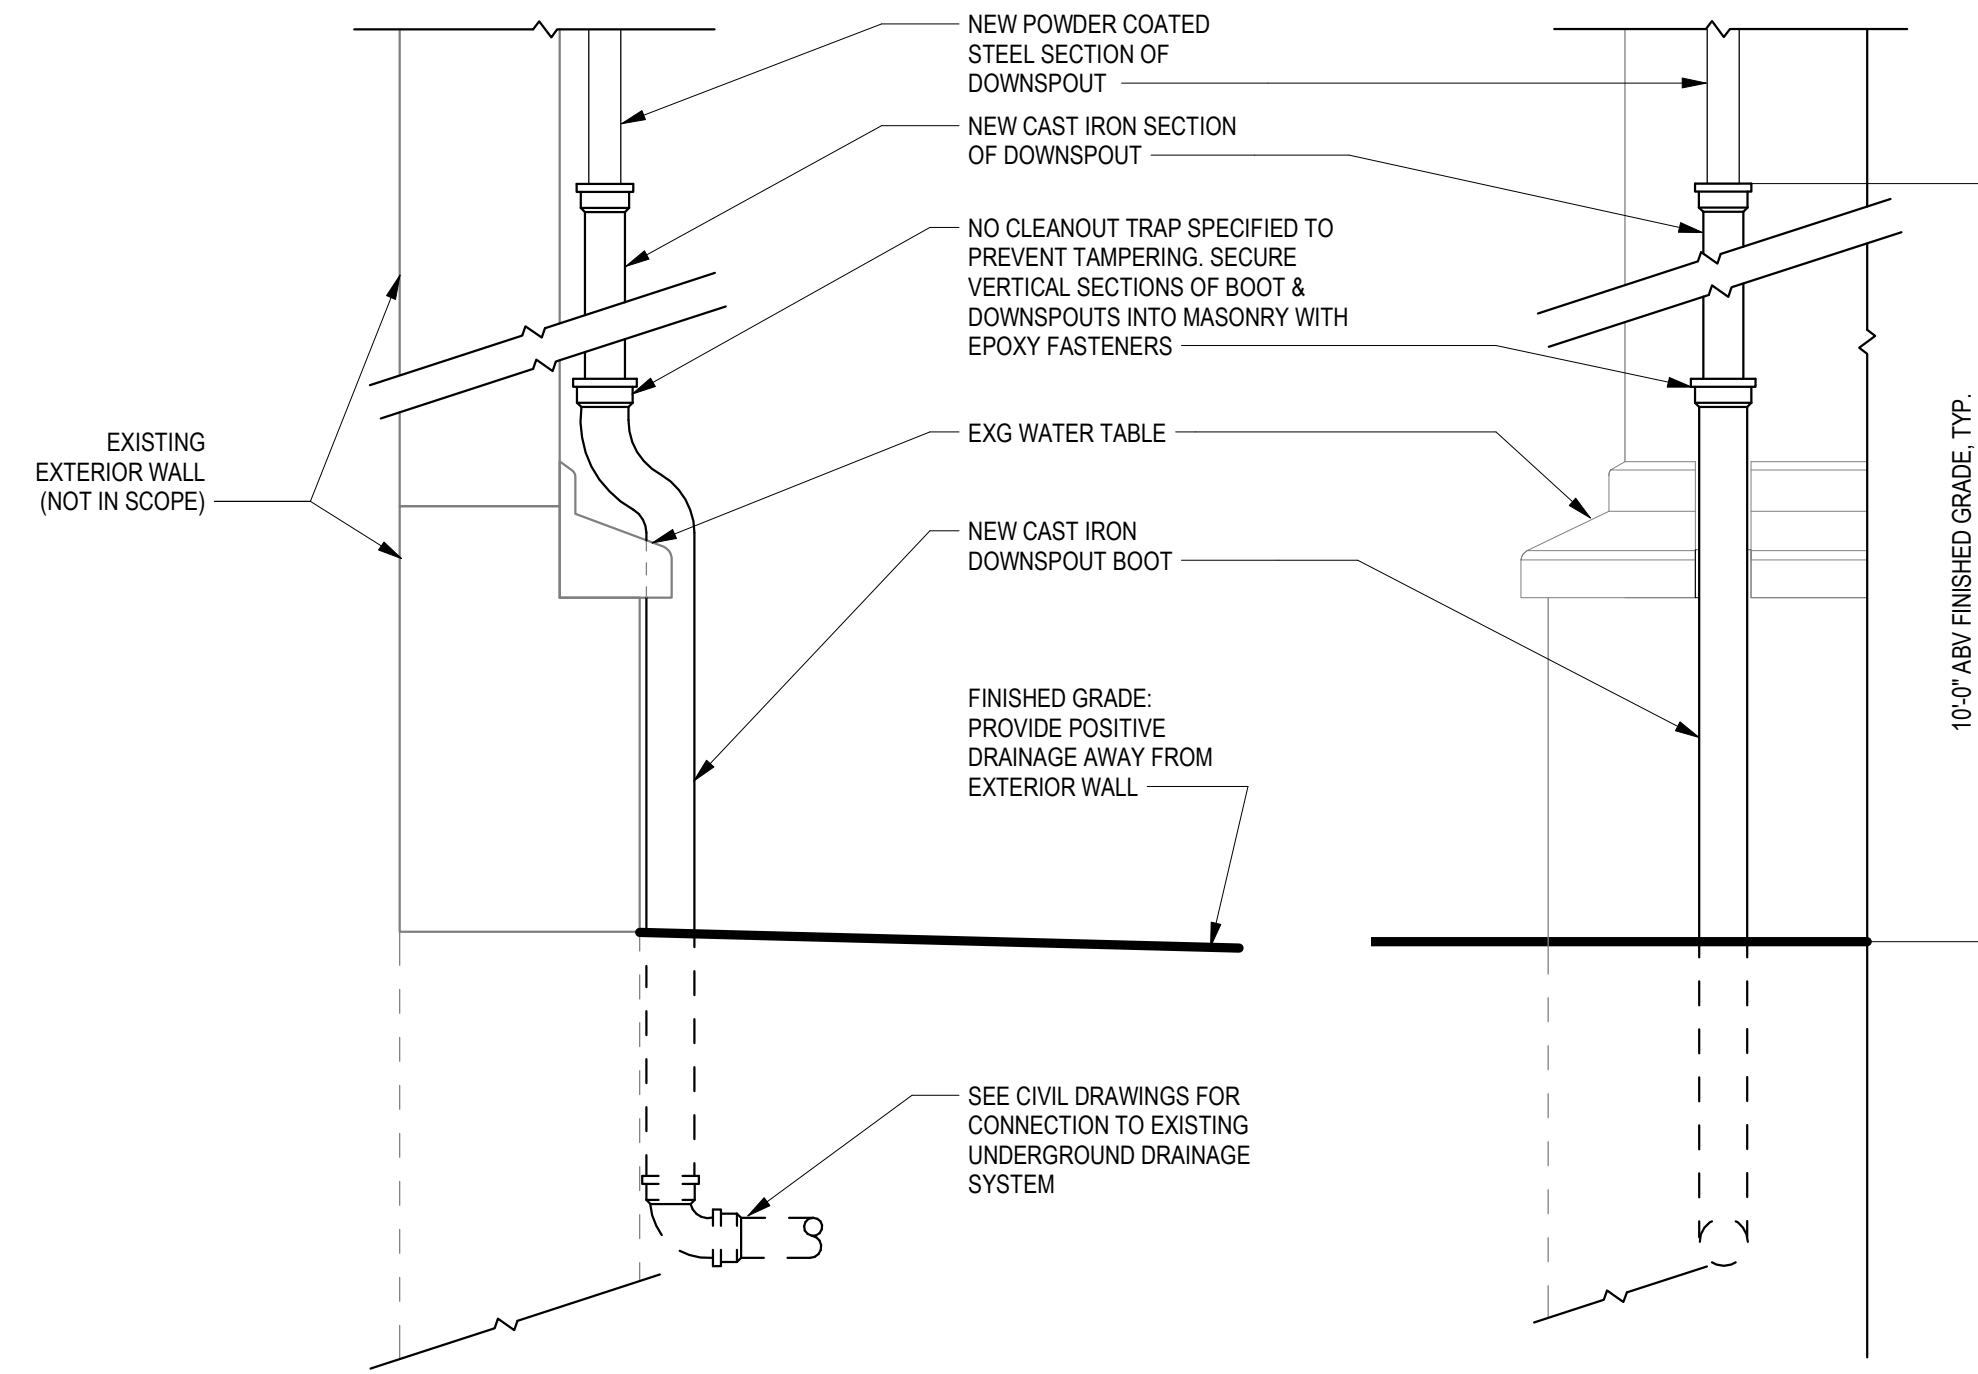 NEW POWDER COATED
STEEL SECTION OF
DOWNSPOUT
NEW CAST IRON SECTION
OF DOWNSPOUT
NO CLEANOUT TRAP SPECIFIED TO
PREVENT TAMPERING. SECURE
VERTICAL SECTIONS OF BOOT &
DOWNSPOUTS INTO MASONRY WITH
EPOXY FASTENERS
EXISTING
EXTERIOR WALL
(NOT IN SCOPE)
EXG WATER TABLE
NEW CAST IRON
DOWNSPOUT BOOT
FINISHED GRADE:
PROVIDE POSITIVE
DRAINAGE AWAY FROM
EXTERIOR WALL
SEE CIVIL DRAWINGS FOR
CONNECTION TO EXISTING
UNDERGROUND DRAINAGE
SYSTEM
10'-0" ABV FINISHED GRADE, TYP.